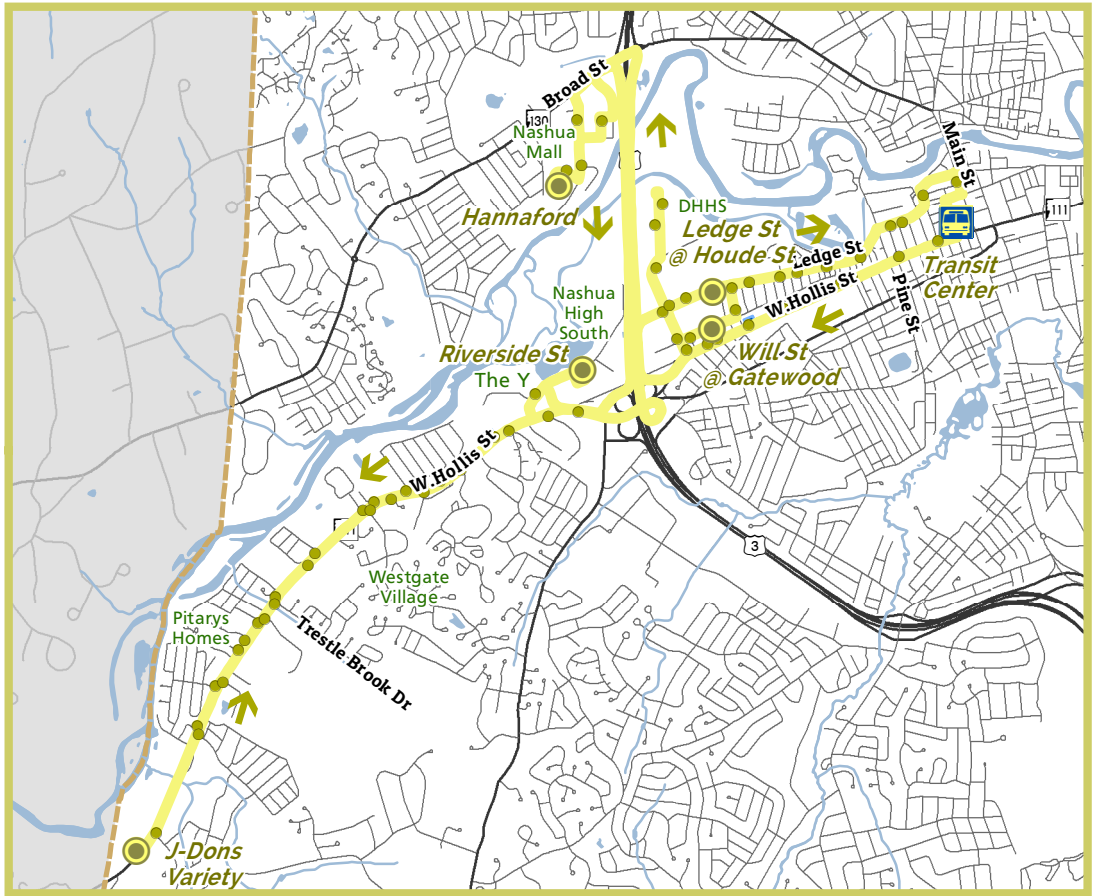 Broad St
130
Nashua
Mall
Hannaford
Main St
111
DHHS
Ledge St
@ Houde St
Ledge St
W.Hollis St
Pine St
Transit
Center
Nashua
High
South
Riverside St
The Y
Will St
@ Gatewood
W.Hollis St
3
Westgate
Village
Pitarys
Homes
Trestle Brook Dr
J-Dons
Variety